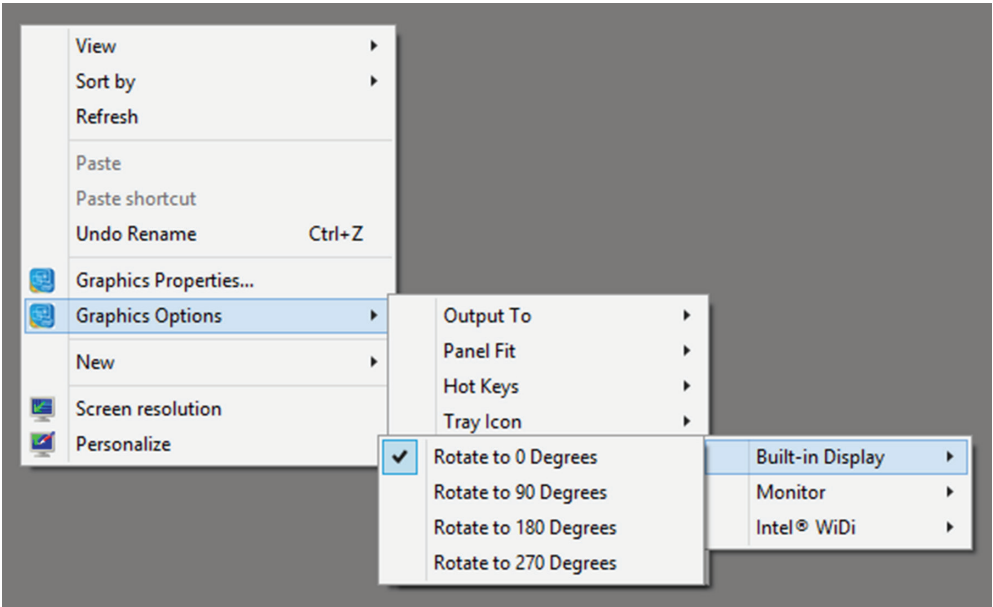 View
Sort by
Refresh
Paste
Paste shortcut
Undo Rename Ctrl+Z
Graphics Properties...
Graphics Options
New
Screen resolution
Personalize
Output To
Panel Fit
Hot Keys
Tray Icon
Built-in Display
Monitor
Intel® WiDi
Rotate to 0 Degrees
Rotate to 90 Degrees
Rotate to 180 Degrees
Rotate to 270 Degrees